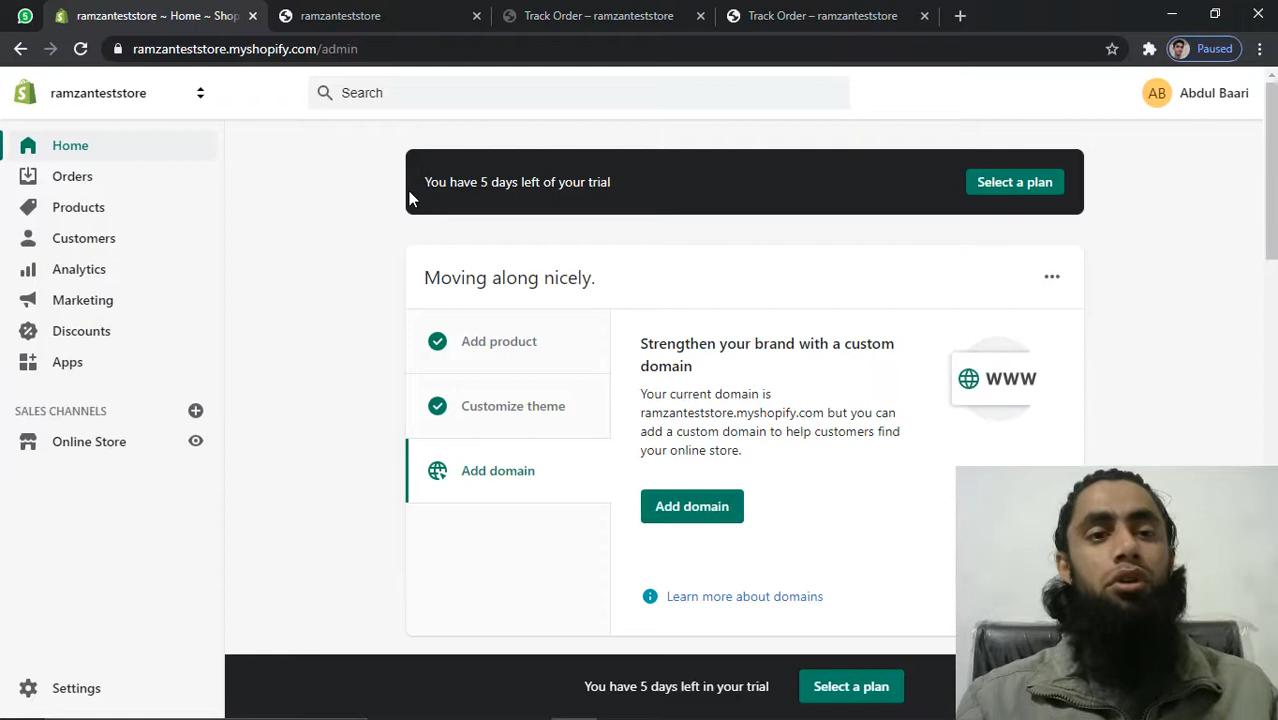 ramzanteststore ~ Home ~ Shop
ramzanteststore
Track Order – ramzanteststore
Track Order – ramzanteststore
ramzanteststore.myshopify.com/admin
Paused
ramzanteststore
Search
AB
Abdul Baari
Home
Orders
Products
Customers
Analytics
Marketing
Discounts
Apps
SALES CHANNELS
Online Store
Settings
You have 5 days left of your trial
Select a plan
Moving along nicely.
Add product
Customize theme
Add domain
Strengthen your brand with a custom
domain
Your current domain is
ramzanteststore.myshopify.com but you can
add a custom domain to help customers find
your online store.
Add domain
Learn more about domains
WWW
You have 5 days left in your trial
Select a plan